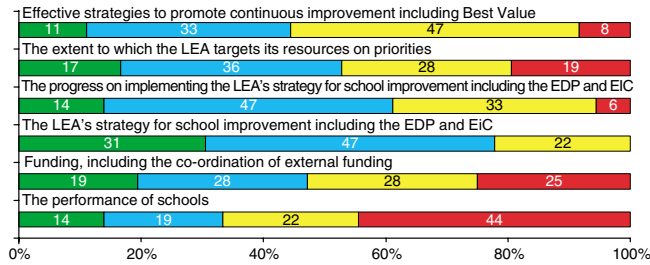 Effective strategies to promote continuous improvement including Best Value
11 33 47 8
The extent to which the LEA targets its resources on priorities
17 36 28 19
The progress on implementing the LEA's strategy for school improvement including the EDP and EIC
14 47 33 6
The LEA's strategy for school improvement including the EDP and EiC
31 47 22
Funding, including the co-ordination of external funding
19 28 28 25
The performance of schools
14 19 22 44
0% 20% 40% 60% 80% 100%